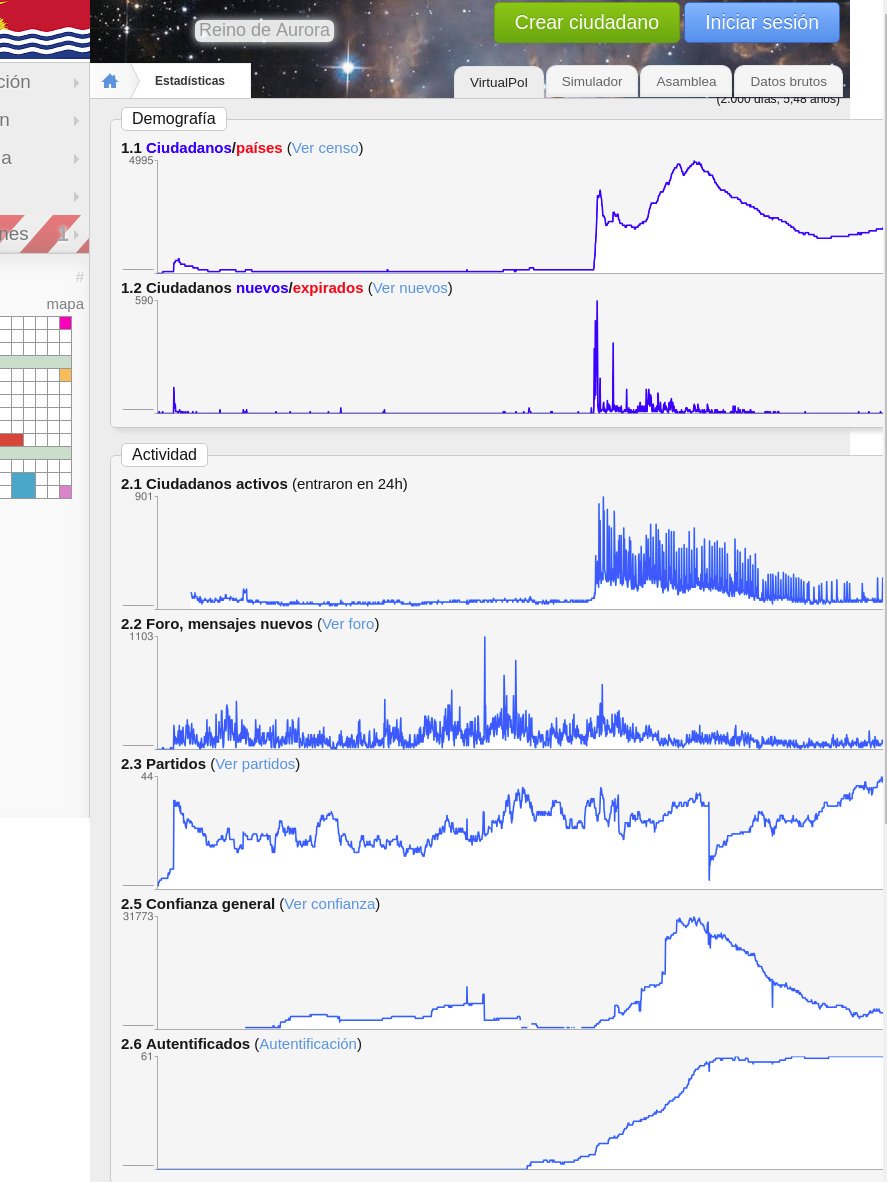 Reino de Aurora
Crear ciudadano
Iniciar sesión
ción
n
a
nes 1
Estadísticas
VirtualPol
Simulador
Asamblea
Datos brutos
(2.000 días, 5,48 años)
#
mapa
Demografía
1.1 Ciudadanos/países (Ver censo)
4995
1.2 Ciudadanos nuevos/expirados (Ver nuevos)
590
Actividad
2.1 Ciudadanos activos (entraron en 24h)
901
2.2 Foro, mensajes nuevos (Ver foro)
1103
2.3 Partidos (Ver partidos)
44
2.5 Confianza general (Ver confianza)
31773
2.6 Autentificados (Autentificación)
61